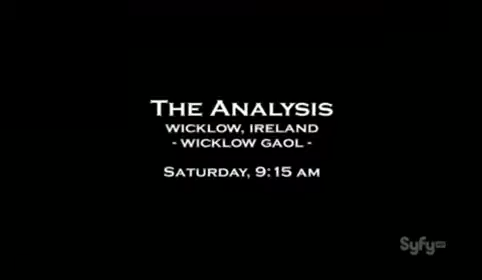 The Analysis
WICKLOW, IRELAND
- WICKLOW GAOL -
Saturday, 9:15 am
Syfy